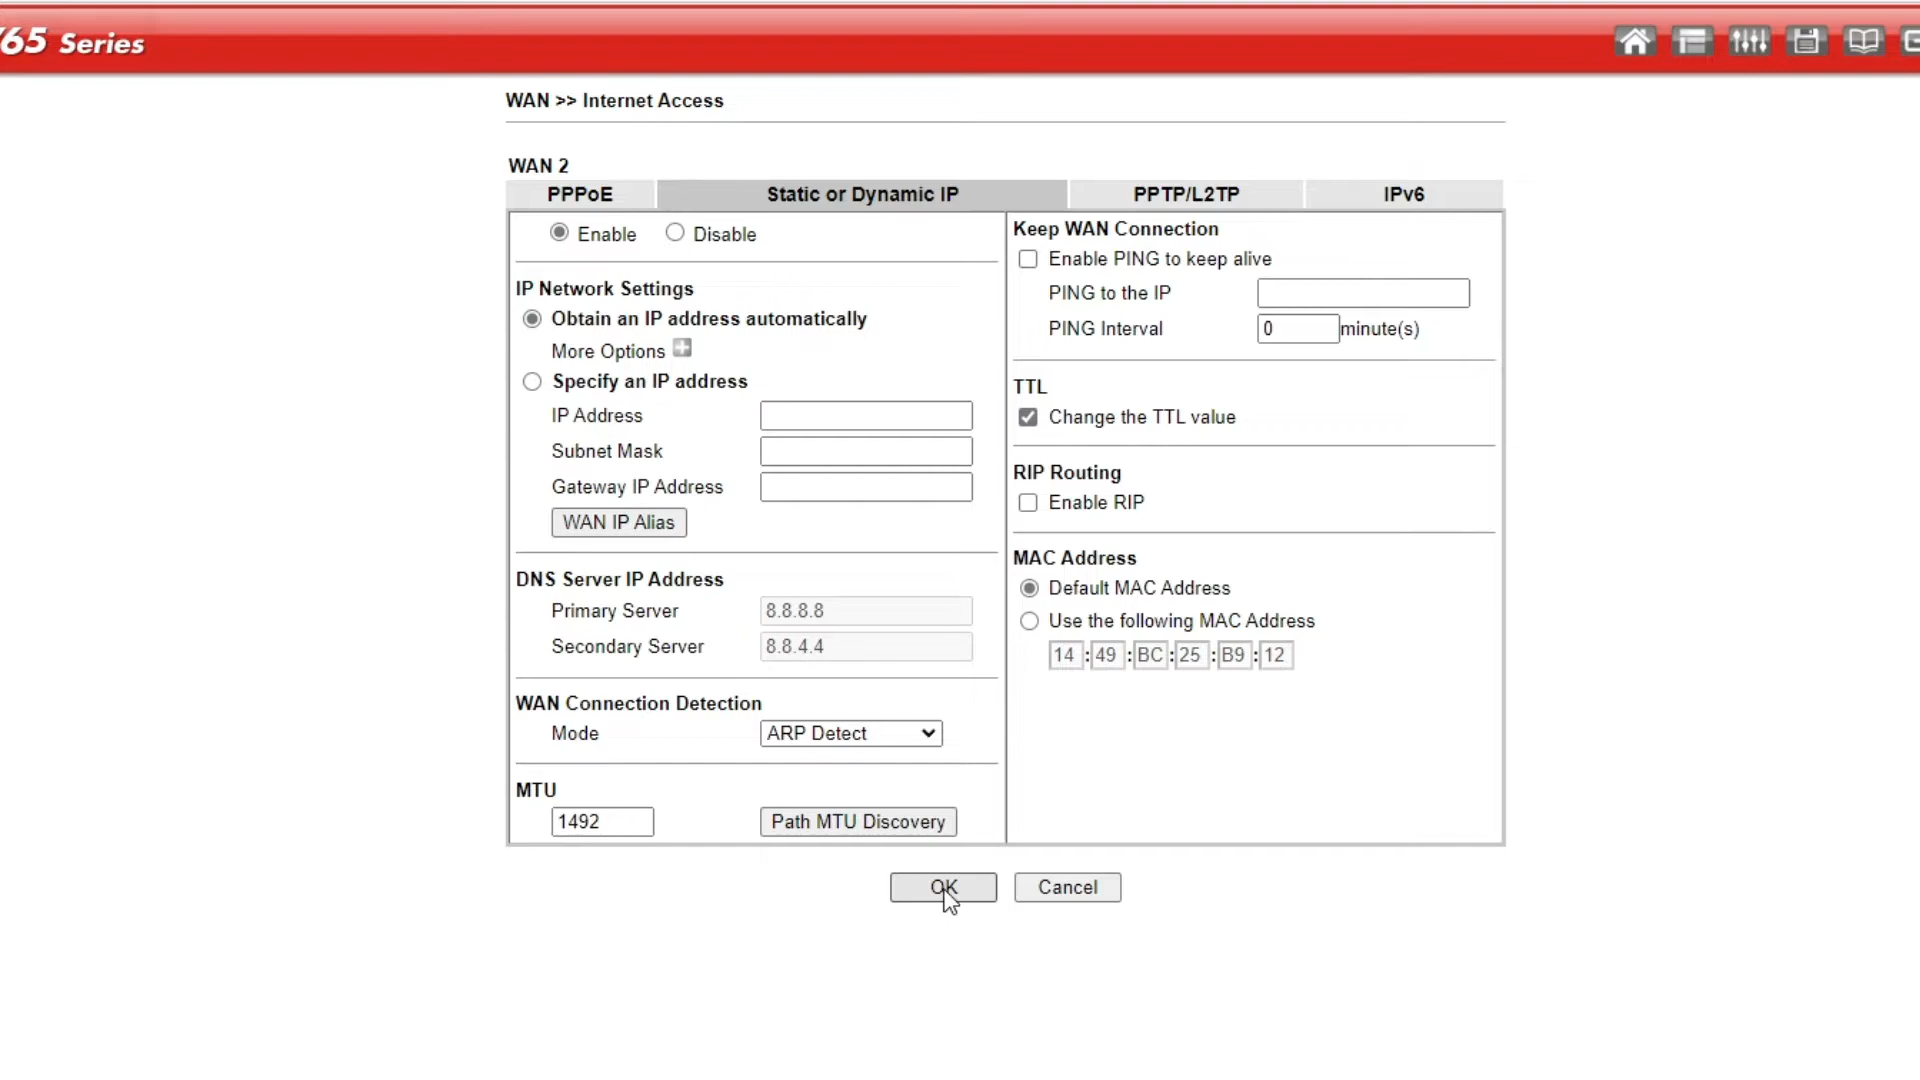 65 Series
WAN >> Internet Access
WAN 2
PPPoE
Static or Dynamic IP
PPTP/L2TP
IPv6
Enable
Disable
IP Network Settings
Obtain an IP address automatically
More Options
Specify an IP address
IP Address
Subnet Mask
Gateway IP Address
WAN IP Alias
DNS Server IP Address
Primary Server 8.8.8.8
Secondary Server 8.8.4.4
WAN Connection Detection
Mode ARP Detect
MTU
1492 Path MTU Discovery
Keep WAN Connection
Enable PING to keep alive
PING to the IP
PING Interval 0 minute(s)
TTL
Change the TTL value
RIP Routing
Enable RIP
MAC Address
Default MAC Address
Use the following MAC Address
14 : 49 : BC : 25 : B9 : 12
OK Cancel